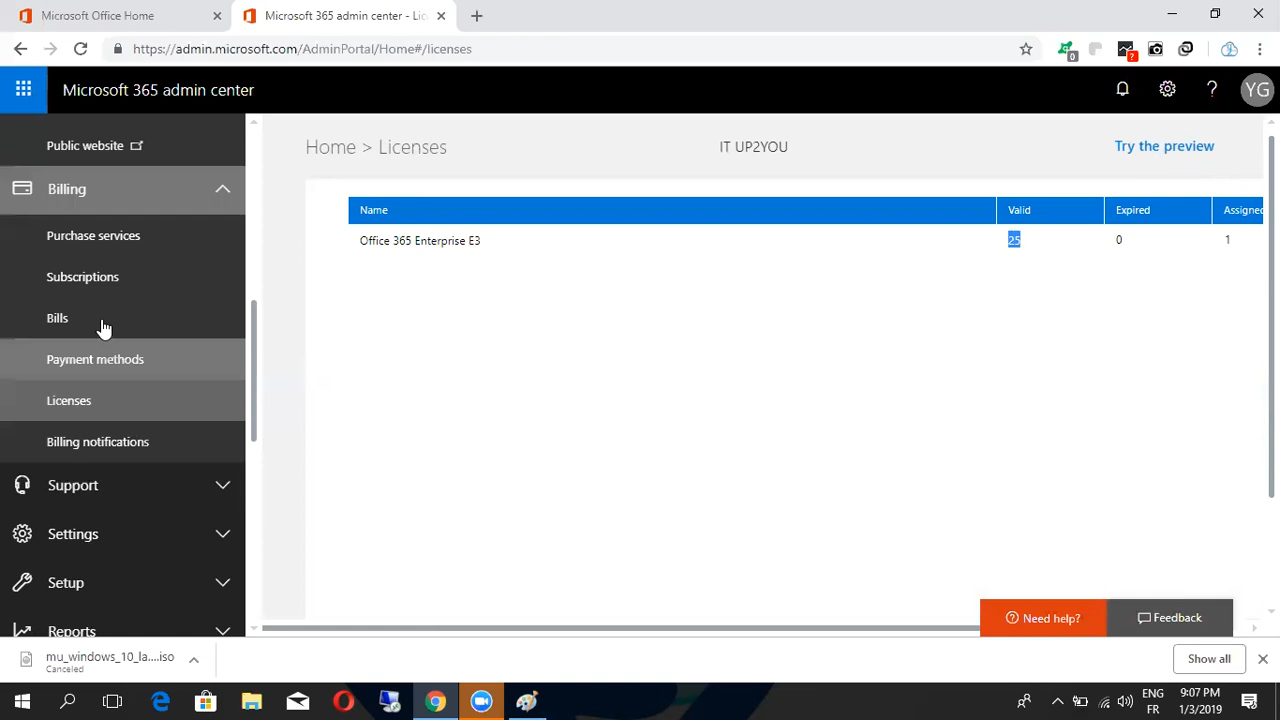 Microsoft Office Home
Microsoft 365 admin center - Lic
https://admin.microsoft.com/AdminPortal/Home#/licenses
0
?
Microsoft 365 admin center
?
YG
Public website
Billing
Purchase services
Subscriptions
Bills
Payment methods
Licenses
Billing notifications
Support
Settings
Setup
Reports
Home > Licenses
IT UP2YOU
Try the preview
Name
Valid
Expired
Assigned
Office 365 Enterprise E3
25
0
1
Need help?
Feedback
mu_windows_10_la....iso
Canceled
Show all
ENG
FR
9:07 PM
1/3/2019